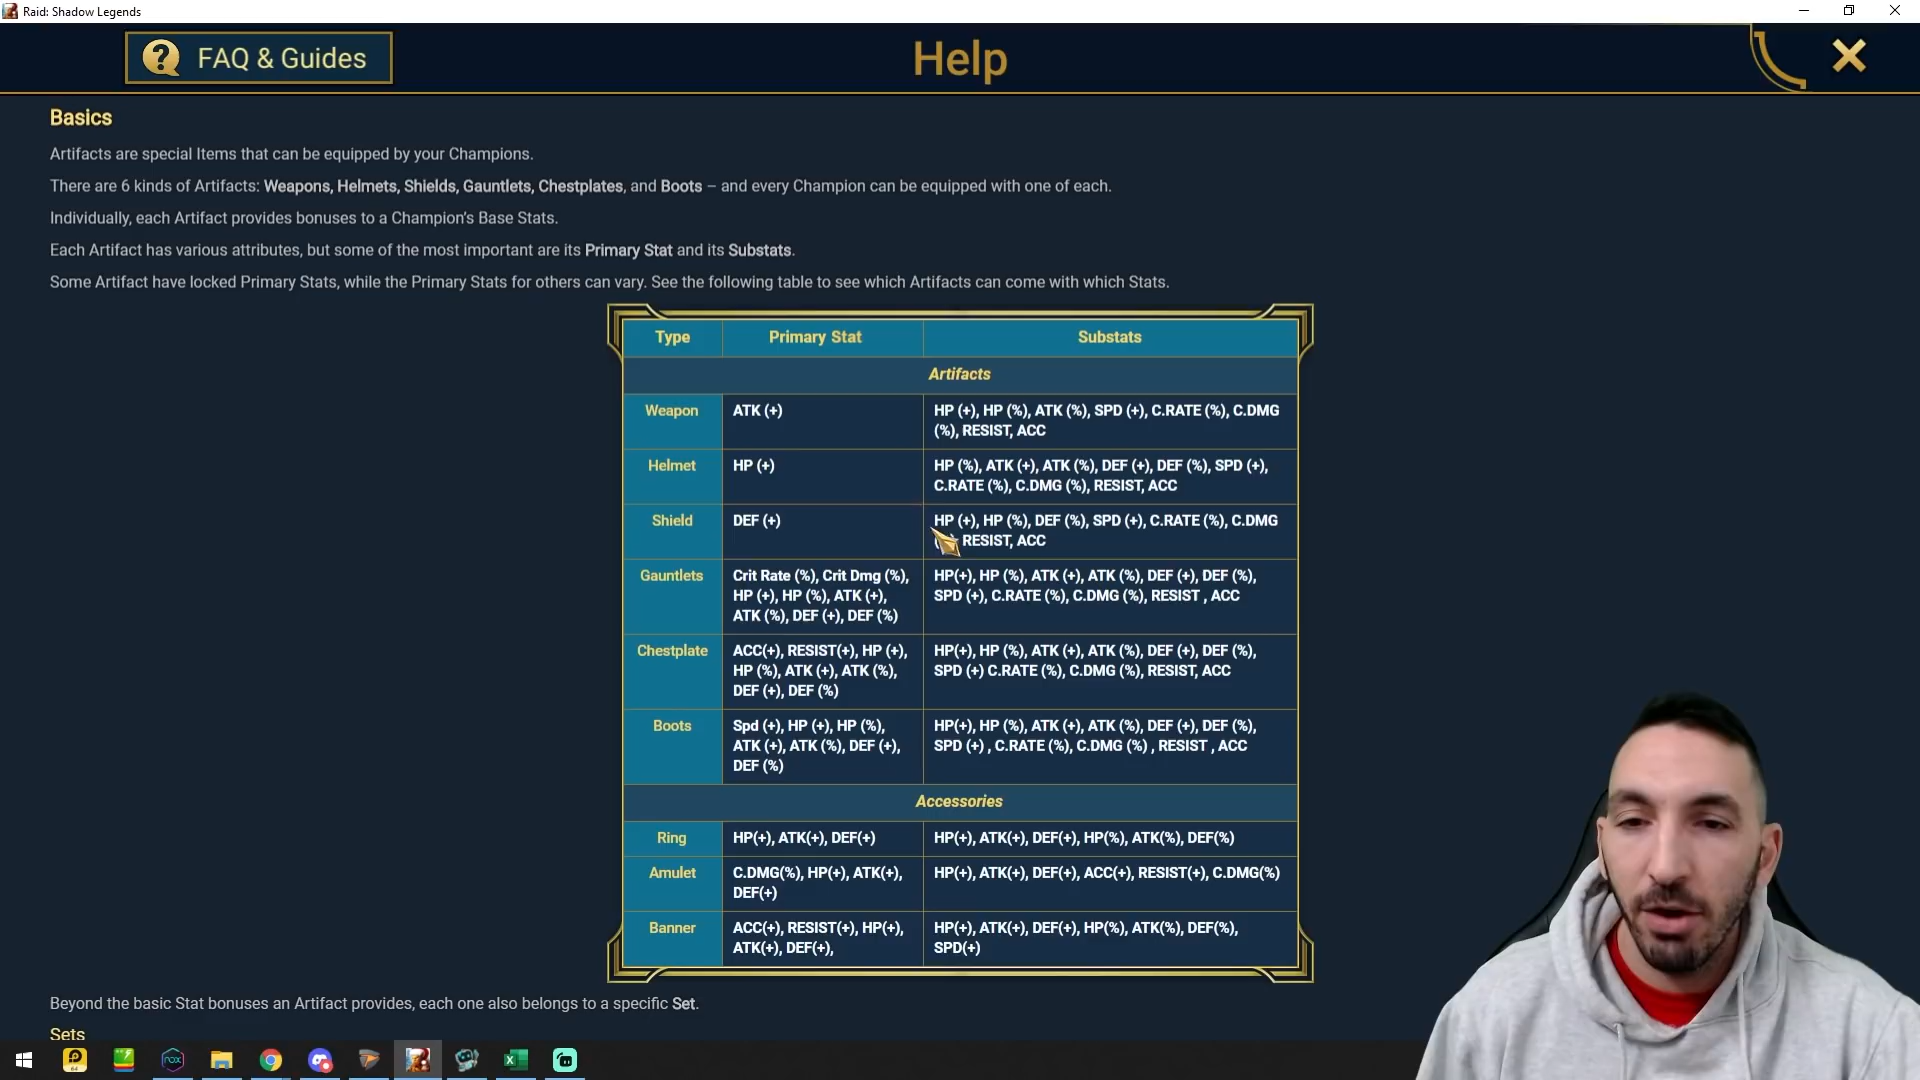 Raid: Shadow Legends
FAQ & Guides
Help
Basics
Artifacts are special Items that can be equipped by your Champions.
There are 6 kinds of Artifacts: Weapons, Helmets, Shields, Gauntlets, Chestplates, and Boots – and every Champion can be equipped with one of each.
Individually, each Artifact provides bonuses to a Champion's Base Stats.
Each Artifact has various attributes, but some of the most important are its Primary Stat and its Substats.
Some Artifact have locked Primary Stats, while the Primary Stats for others can vary. See the following table to see which Artifacts can come with which Stats.
Type Primary Stat Substats
Artifacts
Weapon ATK (+) HP (+), HP (%), ATK (%), SPD (+), C.RATE (%), C.DMG
(%), RESIST, ACC
Helmet HP (+) HP (%), ATK (+), ATK (%), DEF (+), DEF (%), SPD (+),
C.RATE (%), C.DMG (%), RESIST, ACC
Shield DEF (+) HP (+), HP (%), DEF (%), SPD (+), C.RATE (%), C.DMG
RESIST, ACC
Gauntlets Crit Rate (%), Crit Dmg (%), HP(+), HP (%), ATK (+), ATK (%), DEF (+), DEF (%),
HP (+), HP (%), ATK (+), SPD (+), C.RATE (%), C.DMG (%), RESIST , ACC
ATK (%), DEF (+), DEF (%)
Chestplate ACC(+), RESIST(+), HP (+), HP(+), HP (%), ATK (+), ATK (%), DEF (+), DEF (%),
HP (%), ATK (+), ATK (%), SPD (+) C.RATE (%), C.DMG (%), RESIST, ACC
DEF (+), DEF (%)
Boots Spd (+), HP (+), HP (%), HP(+), HP (%), ATK (+), ATK (%), DEF (+), DEF (%),
ATK (+), ATK (%), DEF (+), SPD (+) , C.RATE (%), C.DMG (%) , RESIST , ACC
DEF (%)
Accessories
Ring HP(+), ATK(+), DEF(+) HP(+), ATK(+), DEF(+), HP(%), ATK(%), DEF(%)
Amulet C.DMG(%), HP(+), ATK(+), HP(+), ATK(+), DEF(+), ACC(+), RESIST(+), C.DMG(%)
DEF(+)
Banner ACC(+), RESIST(+), HP(+), HP(+), ATK(+), DEF(+), HP(%), ATK(%), DEF(%),
ATK(+), DEF(+), SPD(+)
Beyond the basic Stat bonuses an Artifact provides, each one also belongs to a specific Set.
Sets